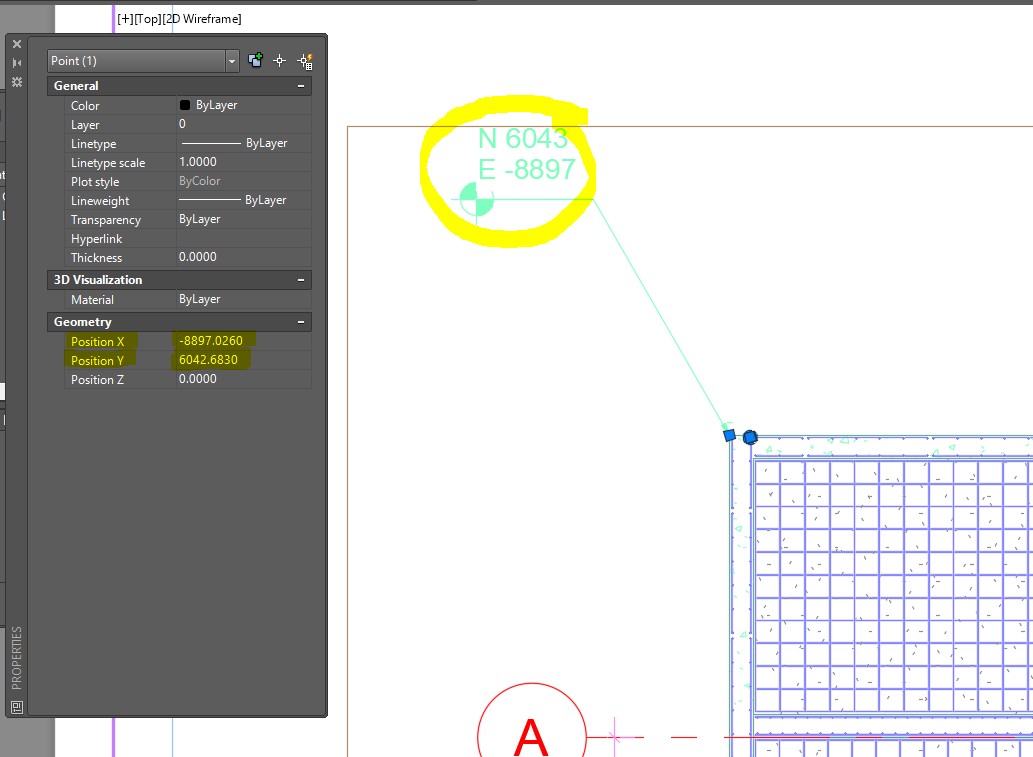 [+][Top][2D Wireframe]
Point (1)
General
Color ByLayer
Layer 0
Linetype ByLayer
Linetype scale 1.0000
Plot style ByColor
Lineweight ByLayer
Transparency ByLayer
Hyperlink
Thickness 0.0000
3D Visualization
Material ByLayer
Geometry
Position X -8897.0260
Position Y 6042.6830
Position Z 0.0000
PROPERTIES
N 6043
E -8897
A